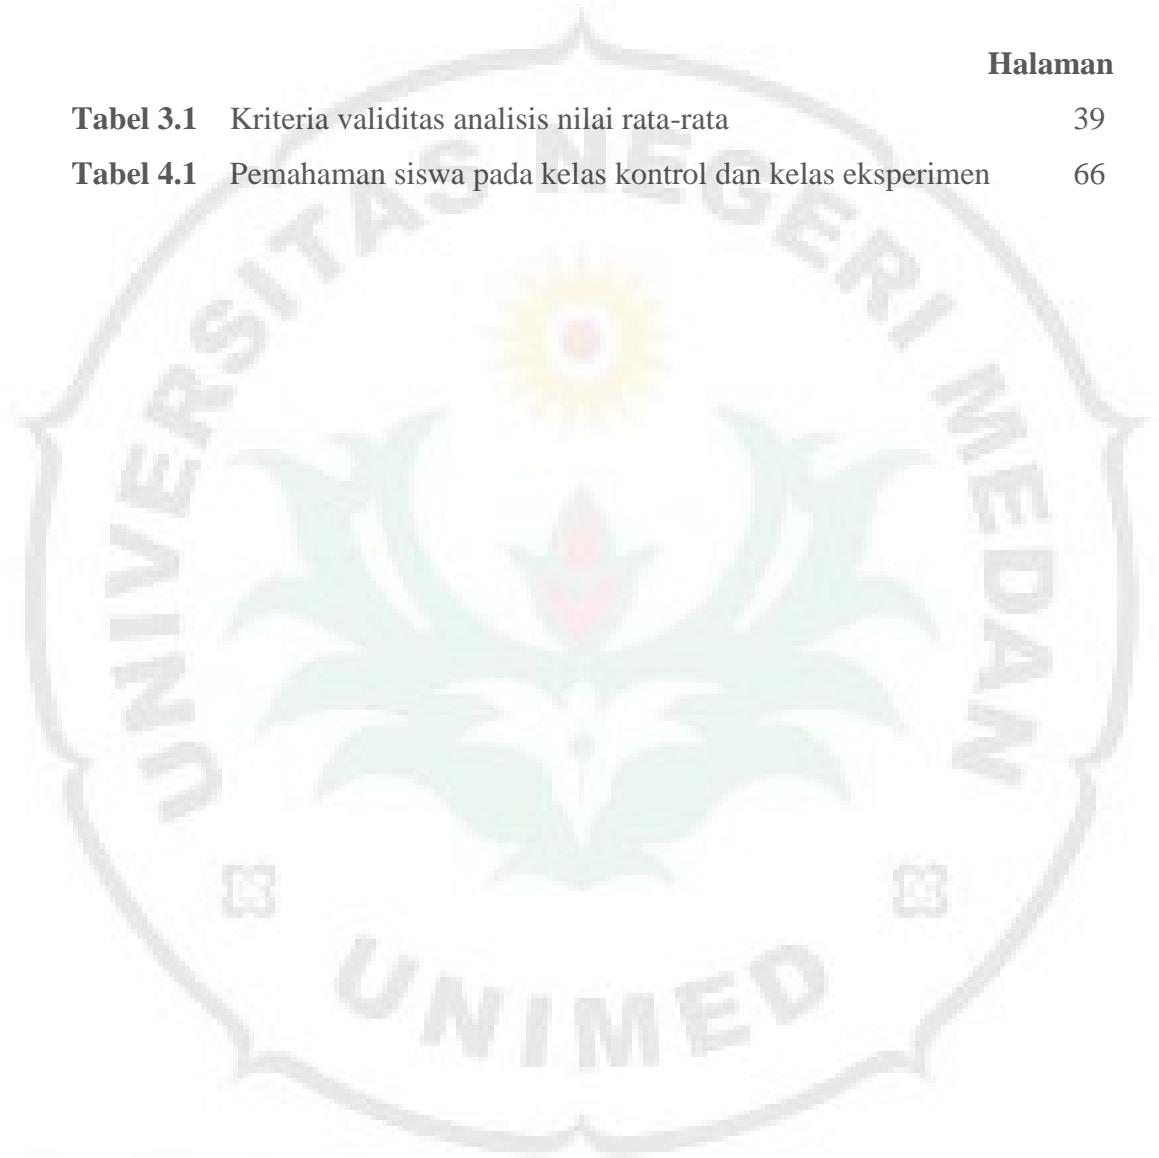 Halaman
Tabel 3.1 Kriteria validitas analisis nilai rata-rata 39
Tabel 4.1 Pemahaman siswa pada kelas kontrol dan kelas eksperimen 66
UNIVERSITAS NEGERI MEDAN
UNIMED